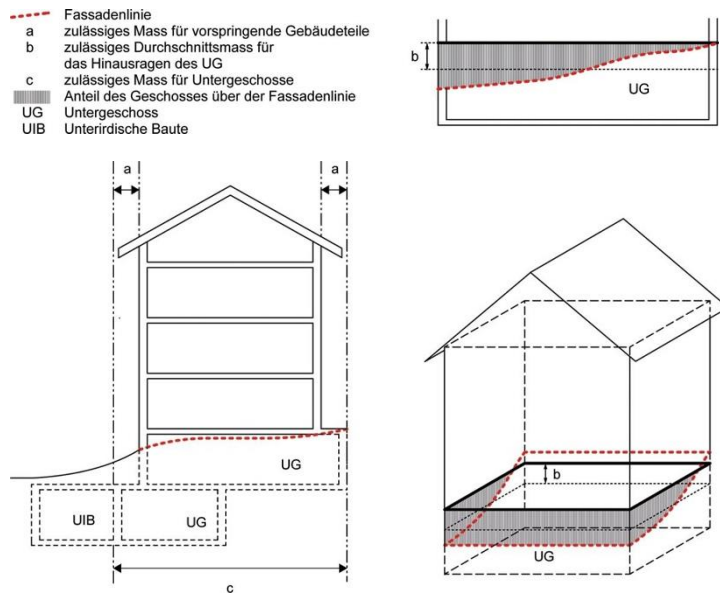 Fassadenlinie
a zulässiges Mass für vorspringende Gebäudeteile
b zulässiges Durchschnittsmass für
das Hinausragen des UG
c zulässiges Mass für Untergeschosse
Anteil des Geschosses über der Fassadenlinie
UG Untergeschoss
UIB Unterirdische Baute
b
UG
a
a
UG
UIB
UG
c
b
UG